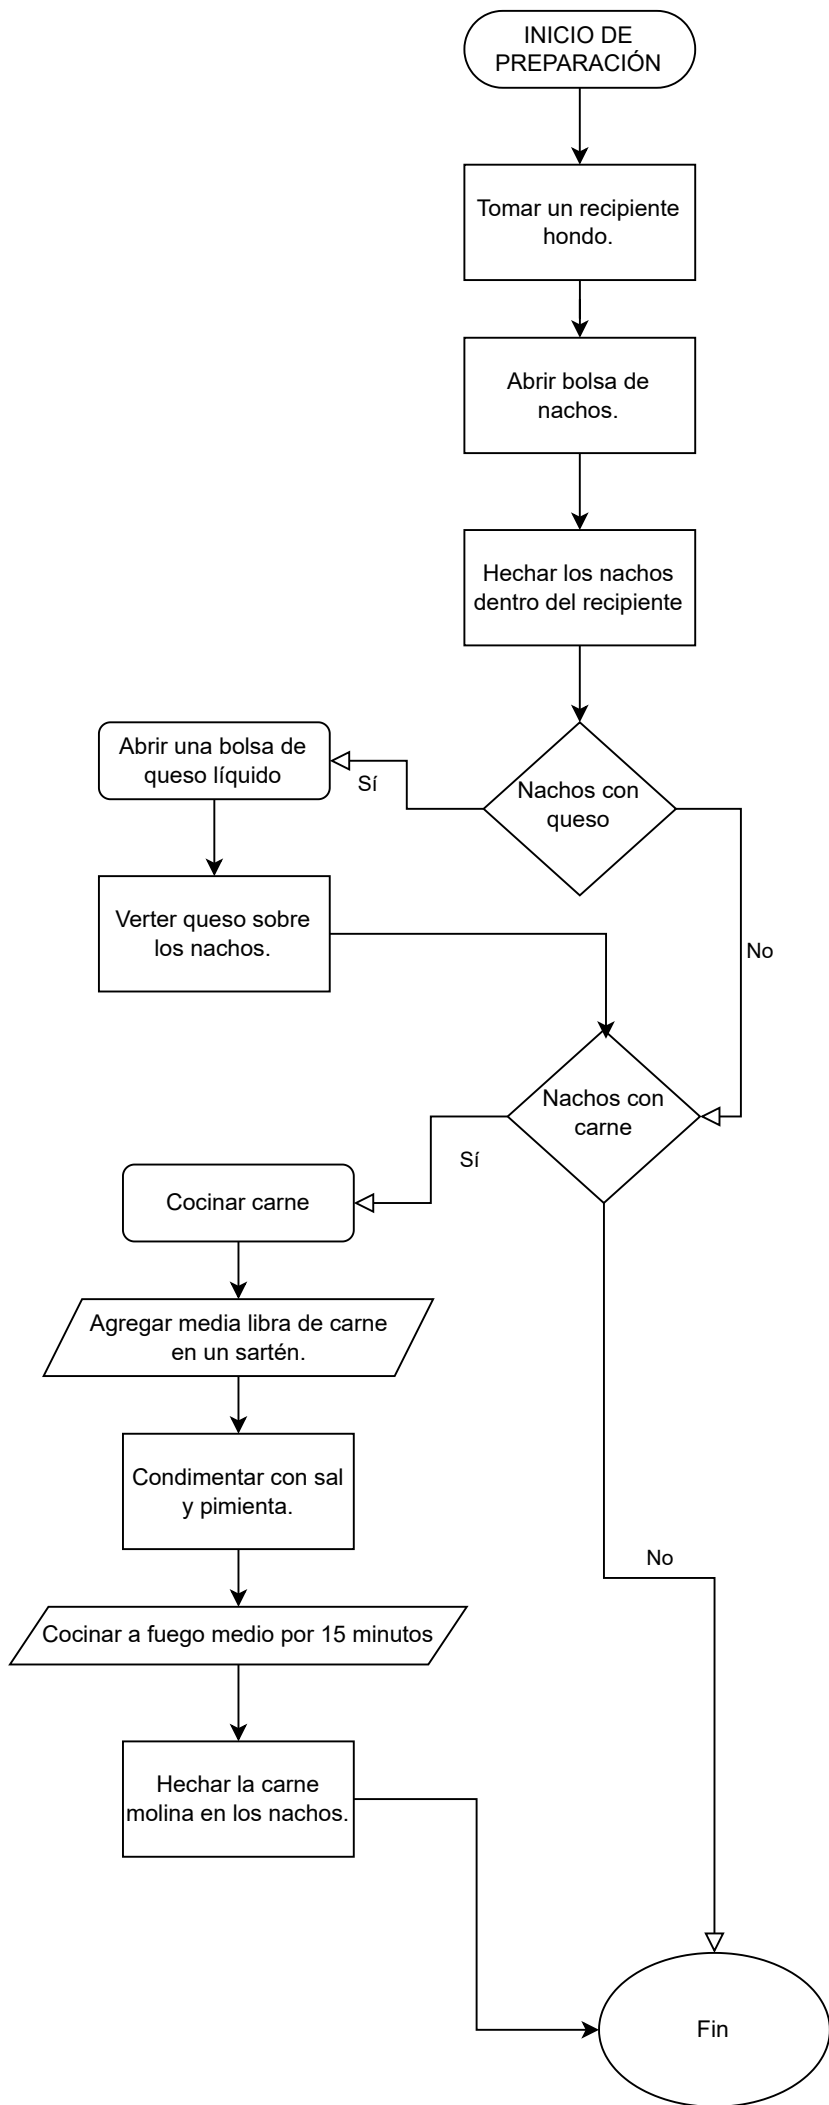 INICIO DE
PREPARACIÓN
Tomar un recipiente
hondo.
Abrir bolsa de
nachos.
Hechar los nachos
dentro del recipiente
Nachos con
queso
Sí
No
Abrir una bolsa de
queso líquido
Verter queso sobre
los nachos.
Nachos con
carne
Sí
No
Cocinar carne
Agregar media libra de carne
en un sartén.
Condimentar con sal
y pimienta.
Cocinar a fuego medio por 15 minutos
Hechar la carne
molina en los nachos.
Fin